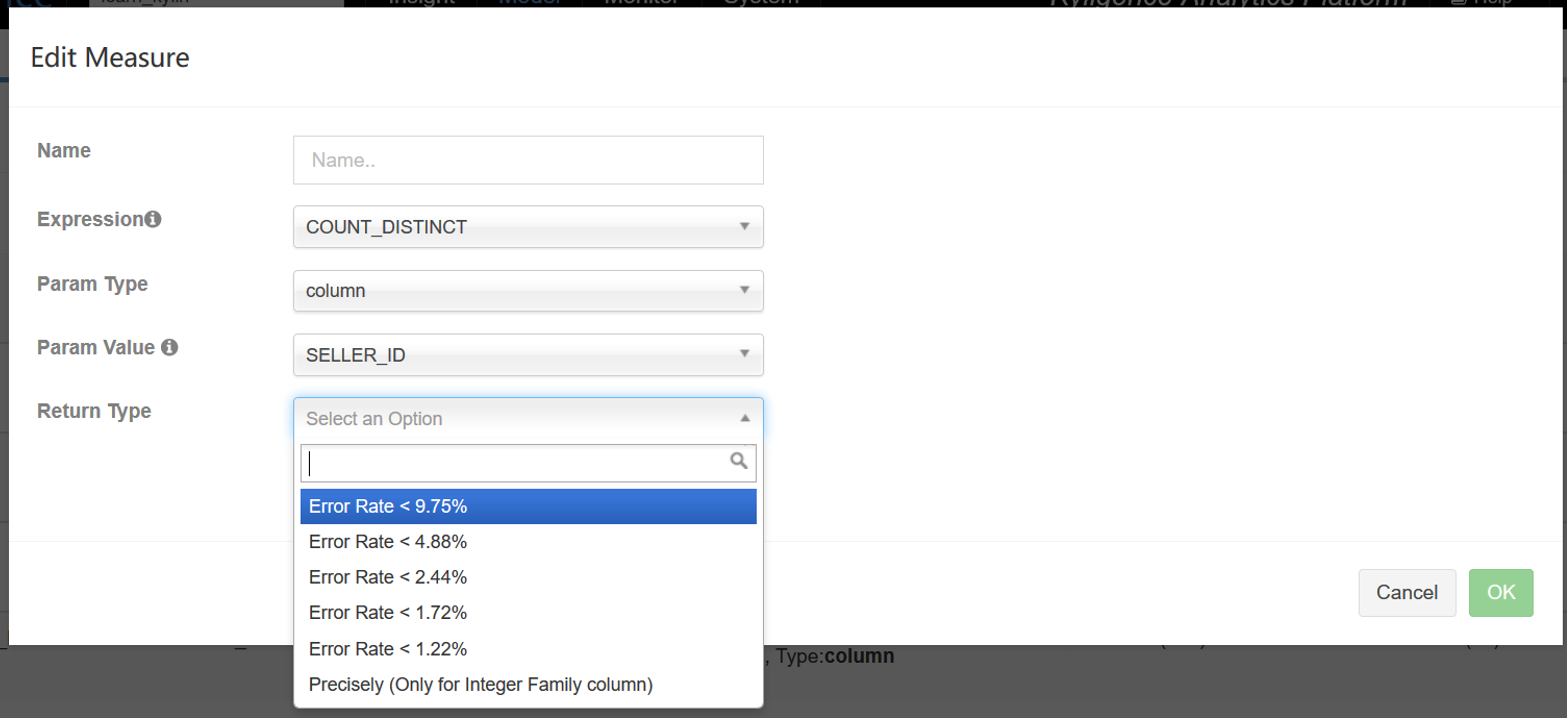 Edit Measure
Name
Name..
Expression
COUNT_DISTINCT
Param Type
column
Param Value
SELLER_ID
Return Type
Select an Option
Error Rate < 9.75%
Error Rate < 4.88%
Error Rate < 2.44%
Error Rate < 1.72%
Error Rate < 1.22%
Precisely (Only for Integer Family column)
Cancel
OK
, Type:column